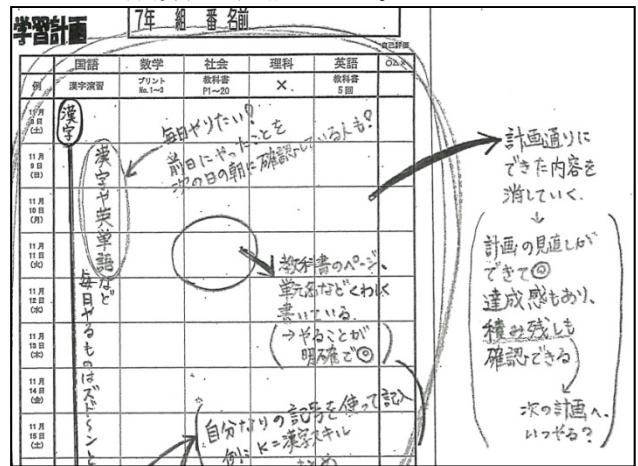 学習計画
7年 組 番 名前
自己評価
国語 数学 社会 理科 英語 ○△×
例 漢字演習 プリント No.1~3 教科書 P1~20 × 教科書 5回
11月8日(土)
11月9日(日)
11月10日(月)
11月11日(火)
11月12日(水)
11月13日(木)
11月14日(金)
11月15日(土)
漢字
漢字や英単語など
毎日やるものはズドーンと
毎日やりたい!
前日にやったことを
次の日の朝に確認している人も!
教科書のページ、
単元名などくわしく
書いている
(→やることが
明確で◎)
自分なりの記号を使って記入
例:K=漢字スキル
計画通りに
できた内容を
消していく。
↓
計画の見直しが
できて◎
達成感もあり、
積み残しも
確認できる
次の計画へ、
いつやる?